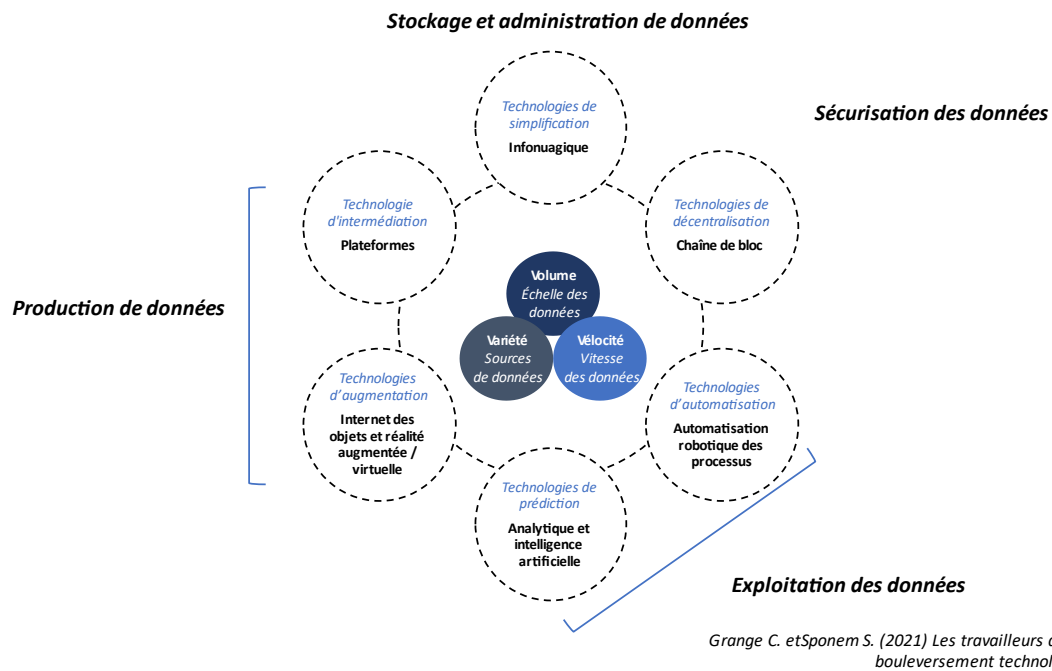 Stockage et administration de données
Technologies de
simplification
Infonuagique
Sécurisation des données
Technologie
d'intermédiation
Plateformes
Technologies de
décentralisation
Chaîne de bloc
Volume
Échelle des
données
Production de données
Variété
Sources
de données
Vélocité
Vitesse
des données
Technologies
d'augmentation
Internet des
objets et réalité
augmentée /
virtuelle
Technologies
d'automatisation
Automatisation
robotique des
processus
Technologies de
prédiction
Analytique et
intelligence
artificielle
Exploitation des données
Grange C. etSponem S. (2021) Les travailleurs
bouleversement